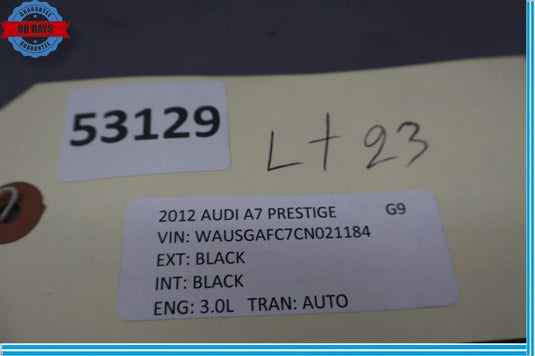 GUARANTEE
90 DAYS
GUARANTEE
53129
Lt 23
2012 AUDI A7 PRESTIGE G9
VIN: WAUSGAFC7CN021184
EXT: BLACK
INT: BLACK
ENG: 3.0L TRAN: AUTO